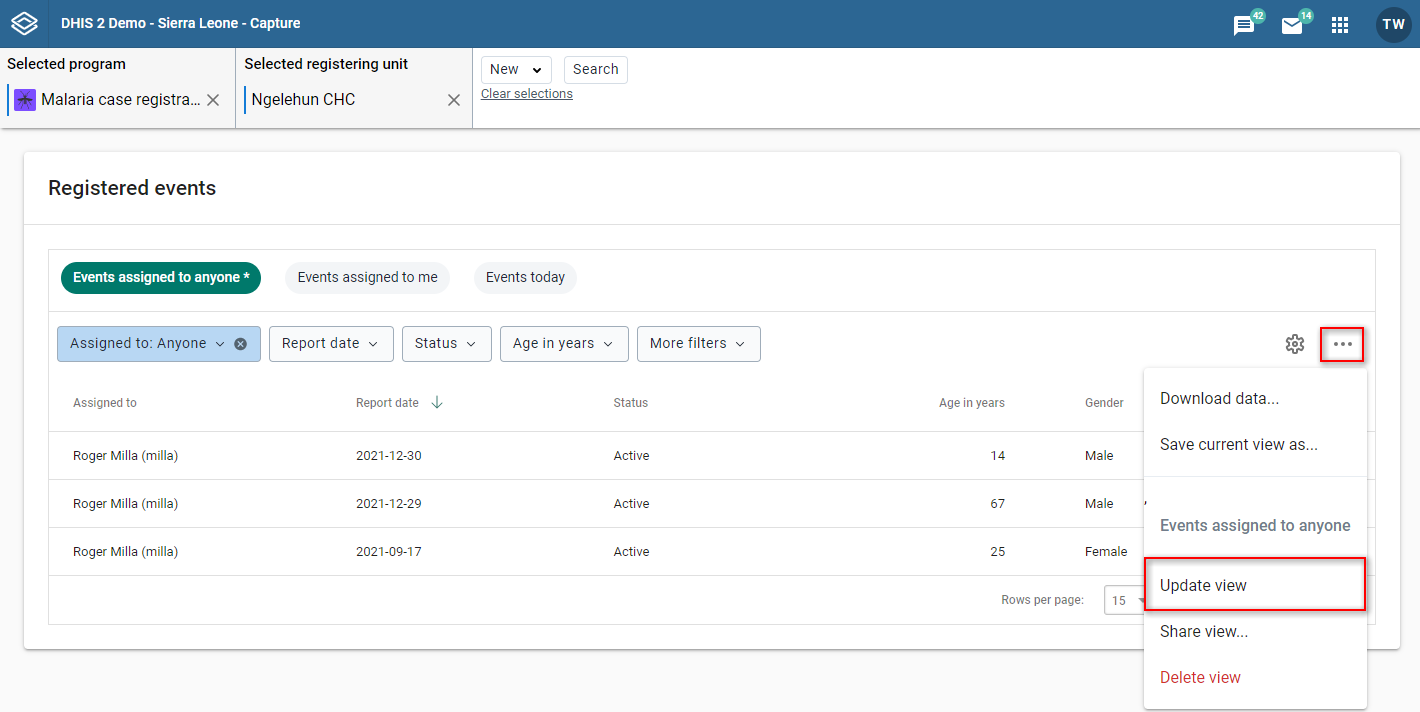 DHIS 2 Demo - Sierra Leone - Capture
42
14
TW
Selected program
Malaria case registra...
Selected registering unit
Ngelehun CHC
New
Search
Clear selections
Registered events
Events assigned to anyone *
Events assigned to me
Events today
Assigned to: Anyone
Report date
Status
Age in years
More filters
Assigned to Report date Status Age in years Gender
Roger Milla (milla) 2021-12-30 Active 14 Male
Roger Milla (milla) 2021-12-29 Active 67 Male
Roger Milla (milla) 2021-09-17 Active 25 Female
Rows per page: 15
Download data...
Save current view as...
Events assigned to anyone
Update view
Share view...
Delete view